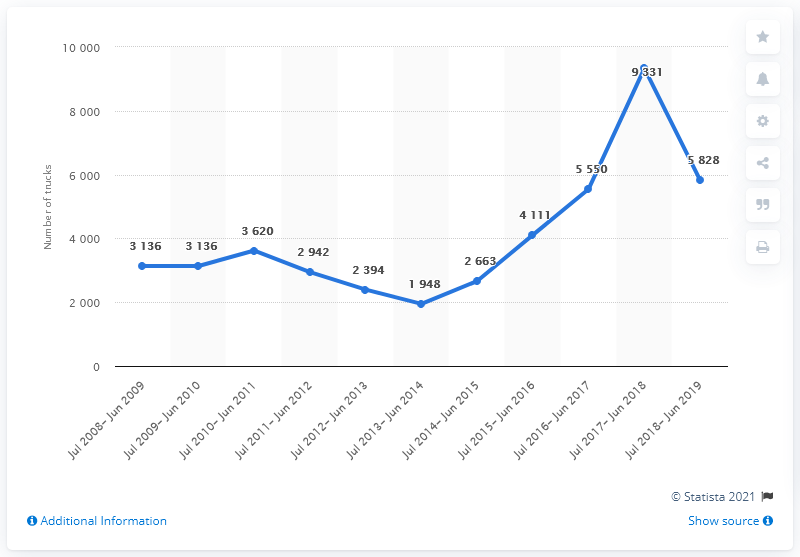 10 000
8 000
6 000
4 000
2 000
0
Number of trucks
3 136
3 136
3 620
2 942
2 394
1 948
2 663
4 111
5 550
9 331
5 828
Jul 2008– Jun 2009
Jul 2009– Jun 2010
Jul 2010– Jun 2011
Jul 2011– Jun 2012
Jul 2012– Jun 2013
Jul 2013– Jun 2014
Jul 2014– Jun 2015
Jul 2015– Jun 2016
Jul 2016– Jun 2017
Jul 2017– Jun 2018
Jul 2018– Jun 2019
© Statista 2021
Additional Information
Show source